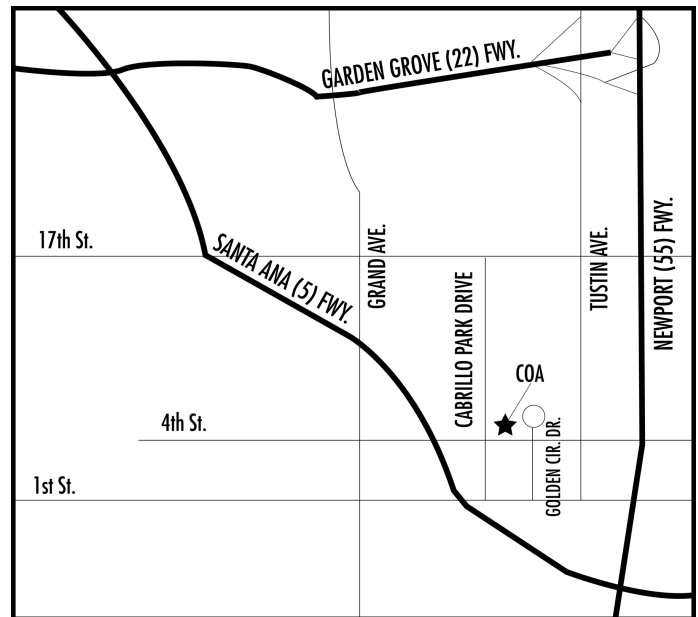 GARDEN GROVE (22) FWY.
17th St.
SANTA ANA (5) FWY.
GRAND AVE.
CABRILLO PARK DRIVE
TUSTIN AVE.
NEWPORT (55) FWY.
COA
4th St.
GOLDEN CIR. DR.
1st St.